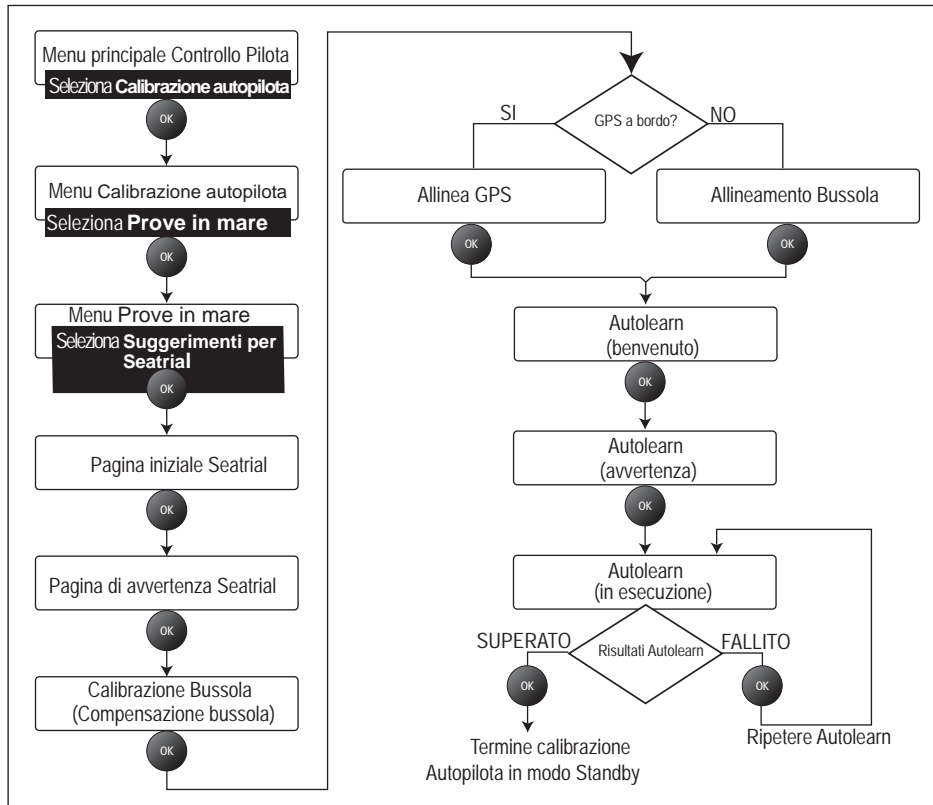 Menu principale Controllo Pilota
Seleziona Calibrazione autopilota
OK
Menu Calibrazione autopilota
Seleziona Prove in mare
OK
Menu Prove in mare
Seleziona Suggerimenti per
Seatrial
OK
Pagina iniziale Seatrial
OK
Pagina di avvertenza Seatrial
OK
Calibrazione Bussola
(Compensazione bussola)
OK
GPS a bordo?
SI
NO
Allinea GPS
Allineamento Bussola
OK
OK
Autolearn
(benvenuto)
OK
Autolearn
(avvertenza)
OK
Autolearn
(in esecuzione)
SUPERATO
Risultati Autolearn
FALLITO
OK
OK
Termine calibrazione
Autopilota in modo Standby
Ripetere Autolearn